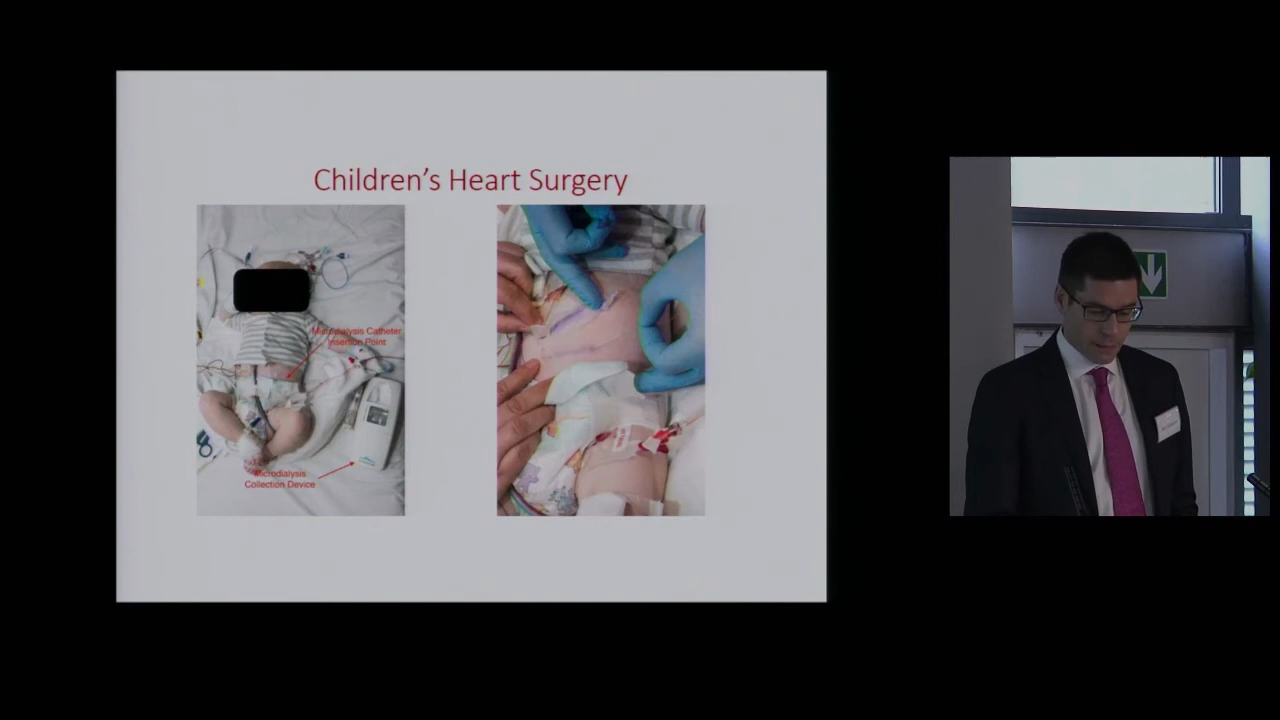 Children's Heart Surgery
Microdialysis Catheter
Insertion Point
Microdialysis
Collection Device